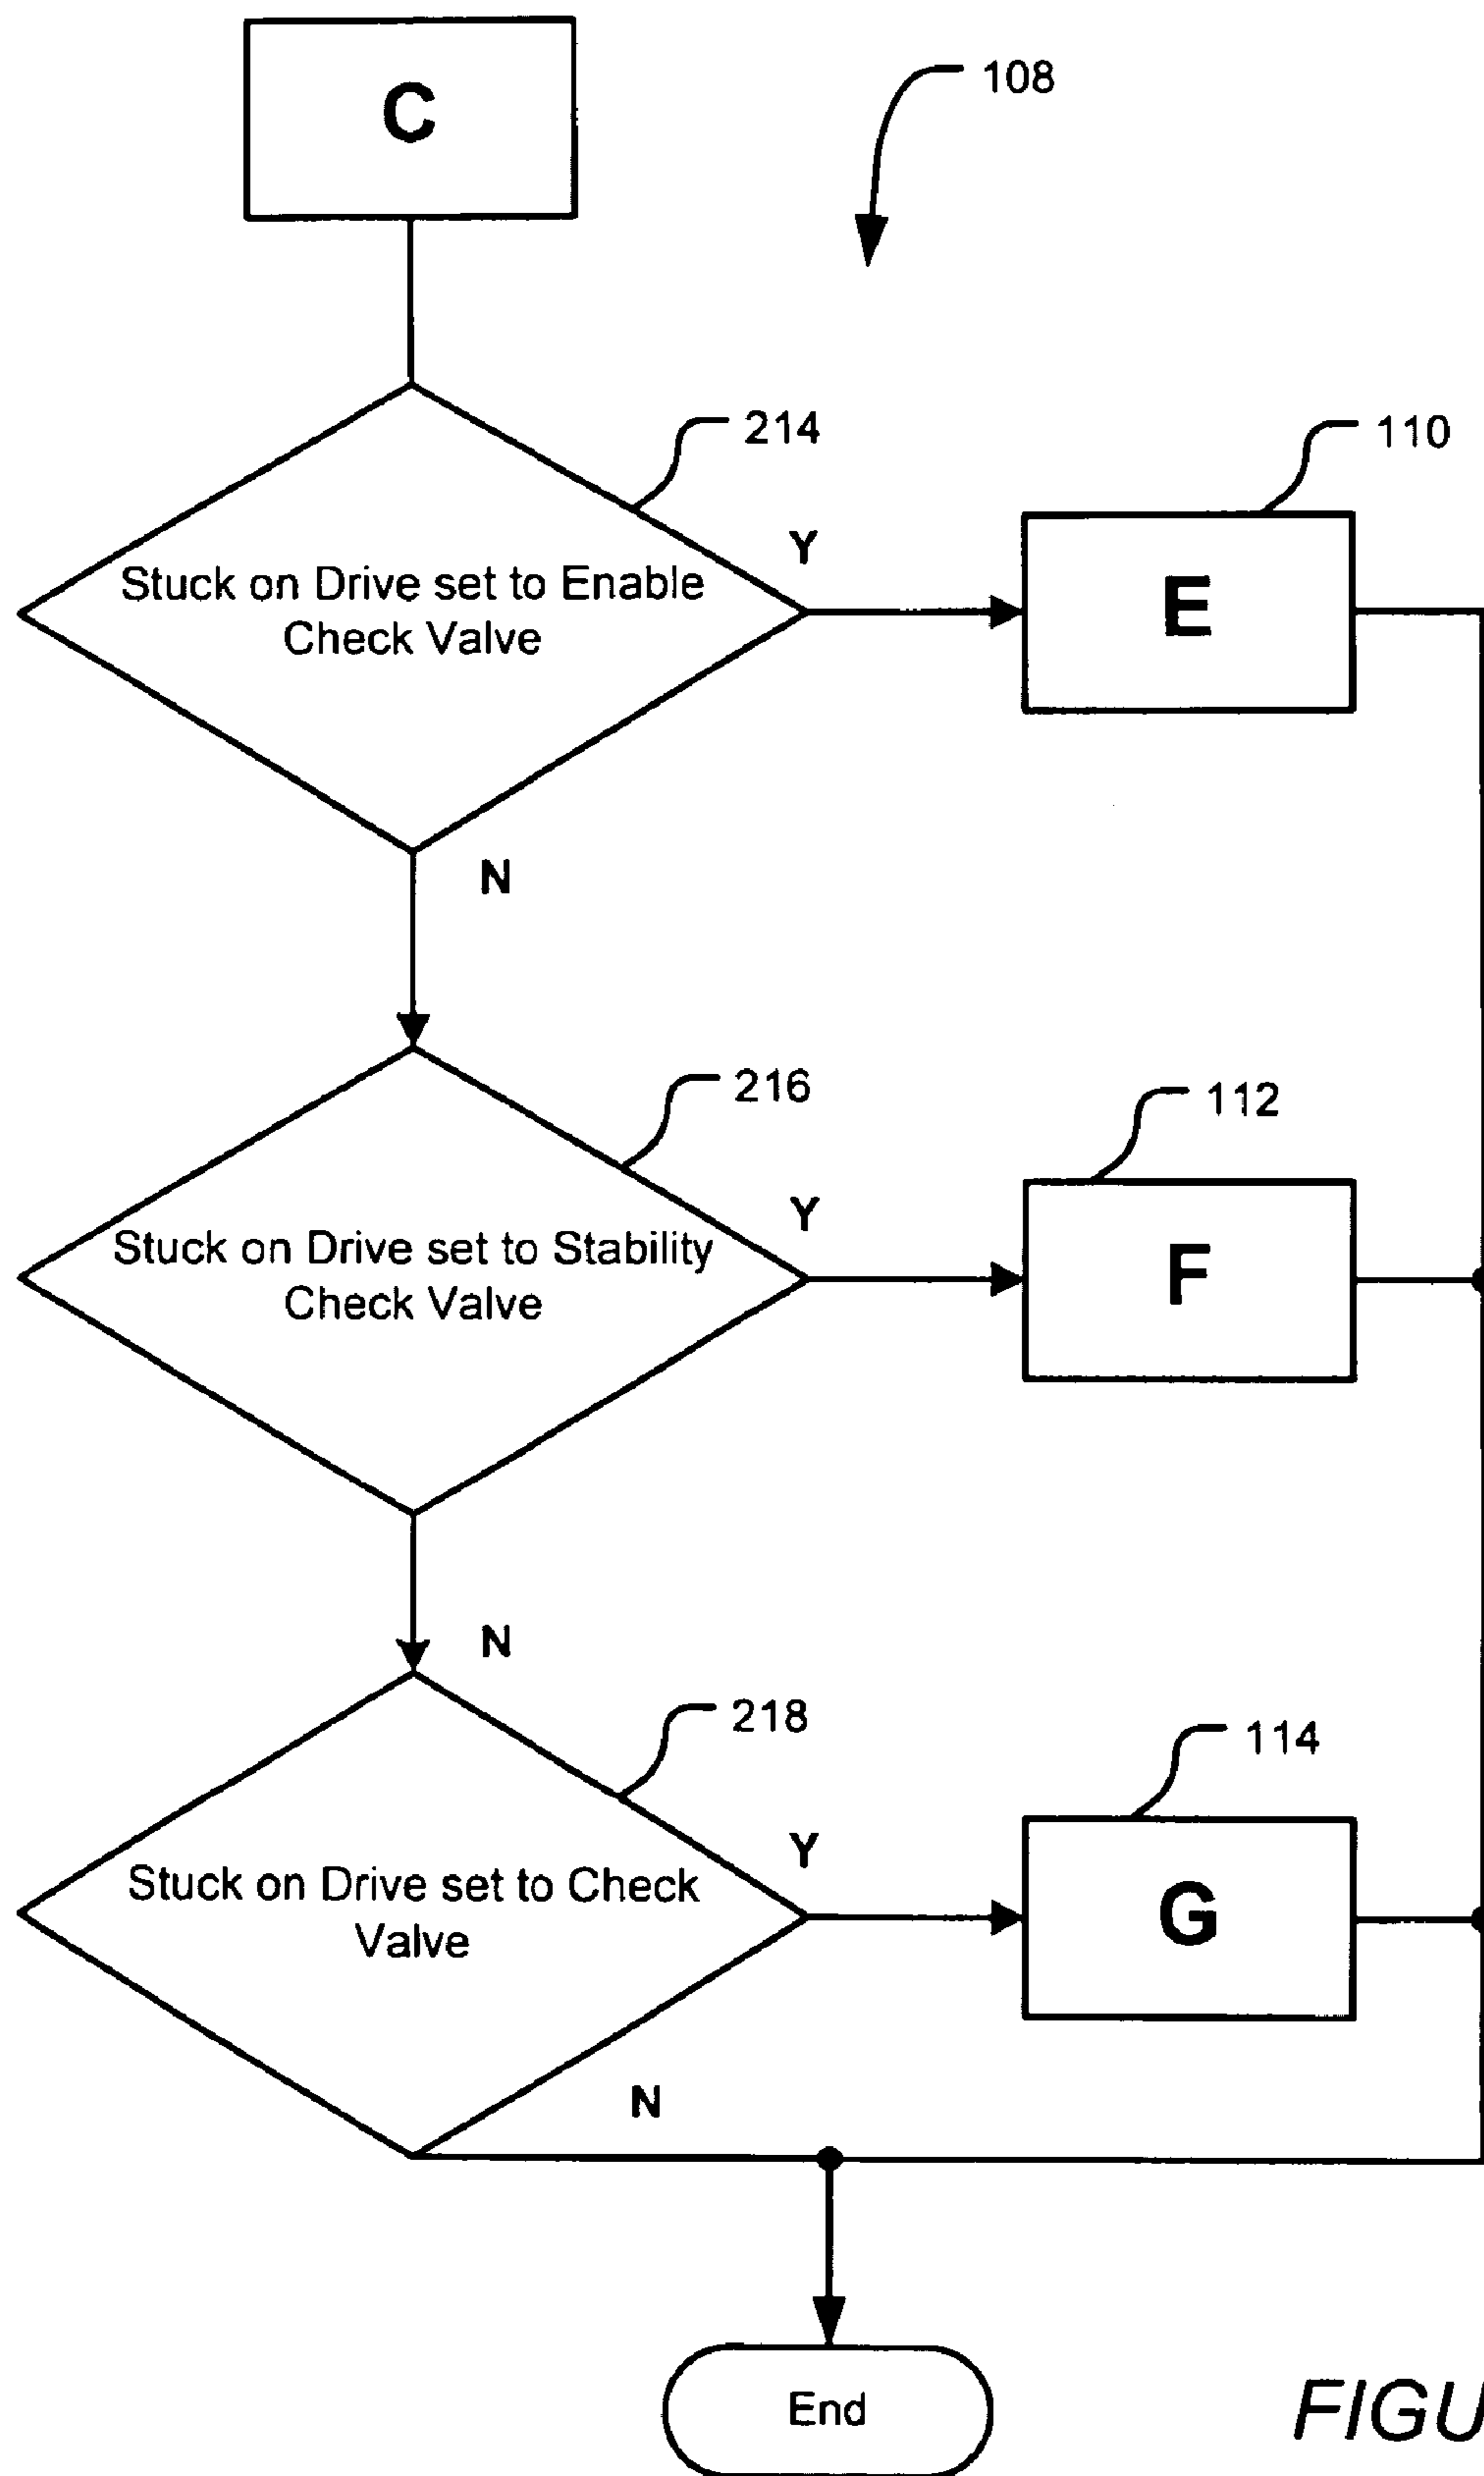 C
108
214
110
Stuck on Drive set to Enable
Check Valve
Y
E
N
216
112
Stuck on Drive set to Stability
Check Valve
Y
F
N
218
114
Stuck on Drive set to Check
Valve
Y
G
N
End
FIGU